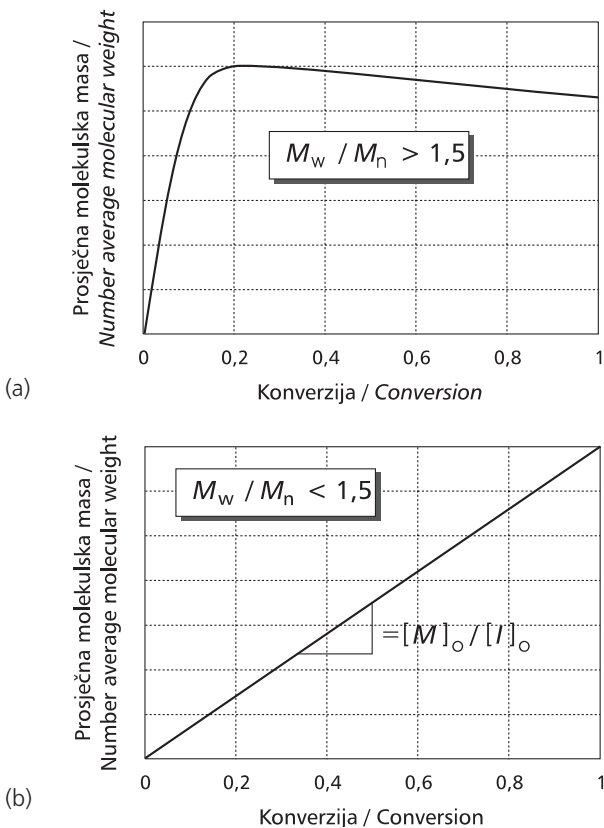 Prosječna molekulska masa /
Number average molecular weight
M_w / M_n > 1,5
0 0,2 0,4 0,6 0,8 1
(a)
Konverzija / Conversion
Prosječna molekulska masa /
Number average molecular weight
M_w / M_n < 1,5
=[M]_o / [I]_o
0 0,2 0,4 0,6 0,8 1
(b)
Konverzija / Conversion